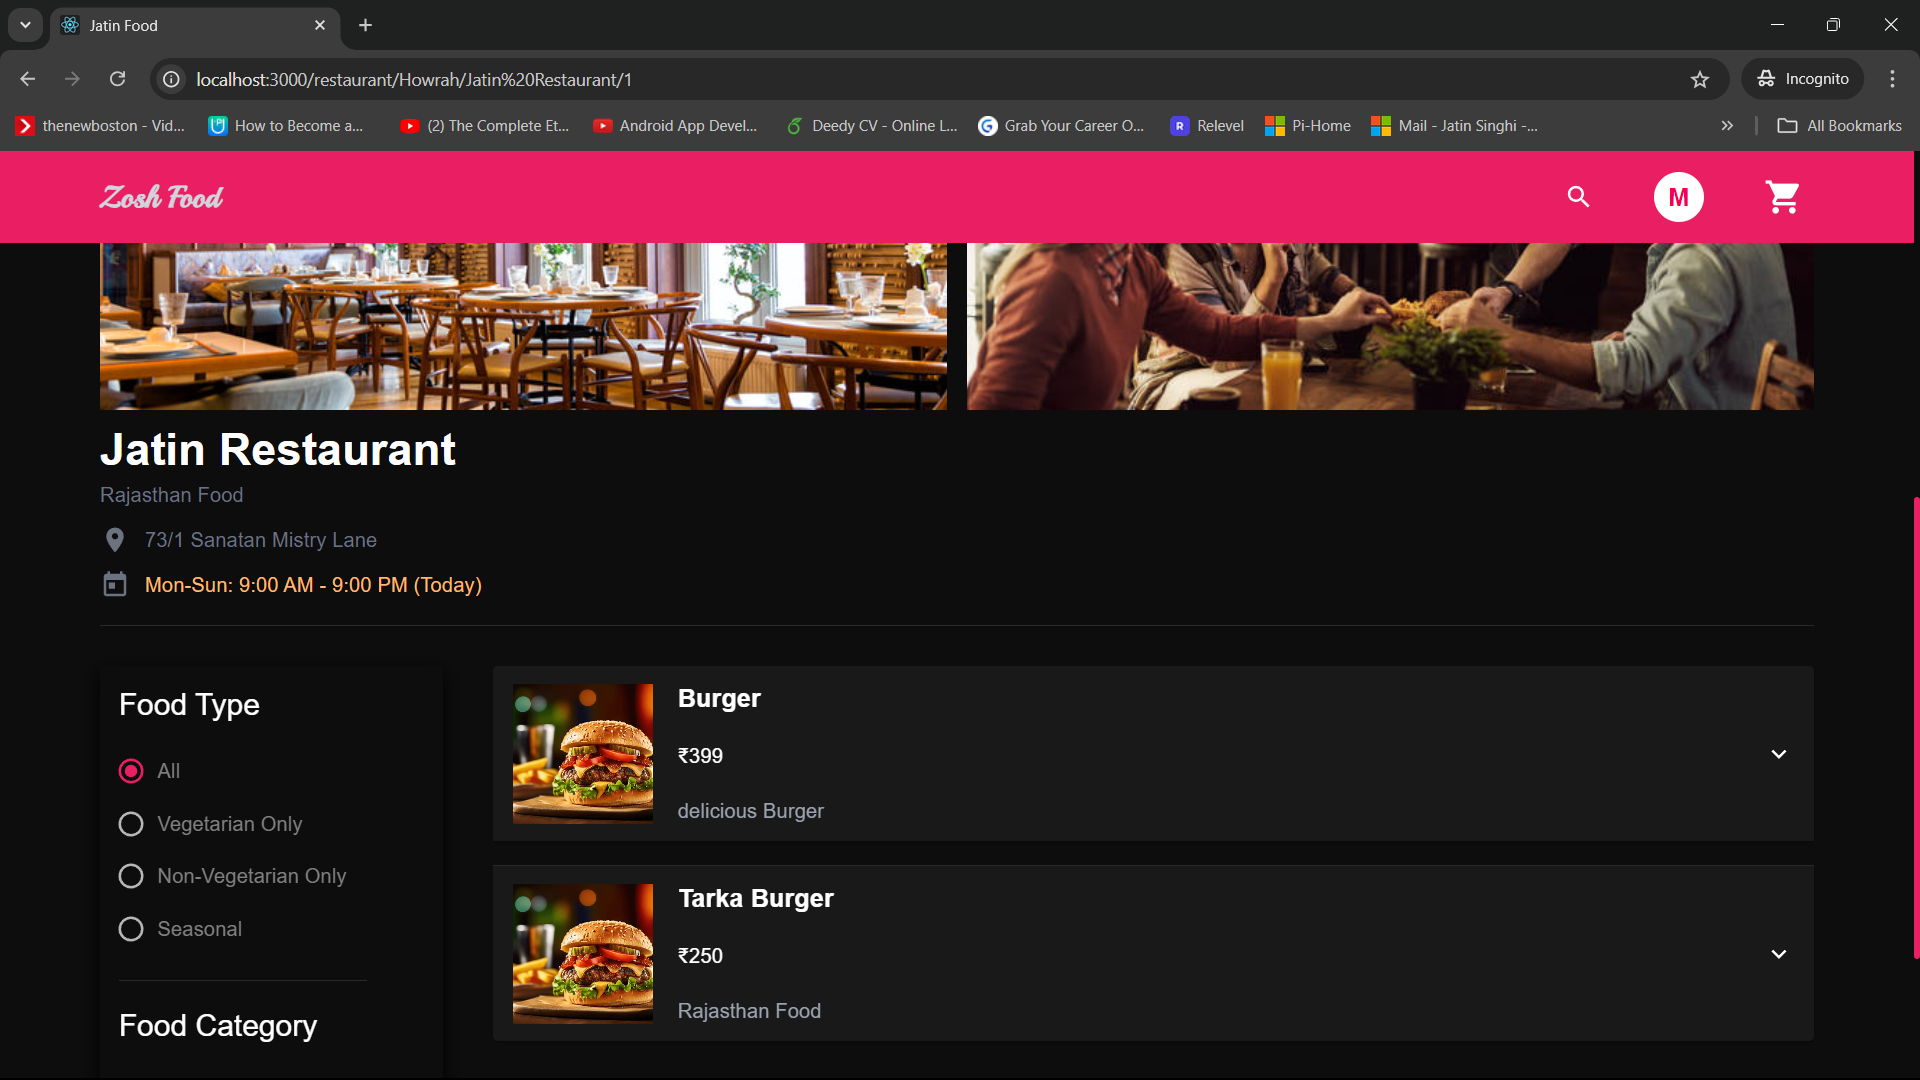 Jatin Food
localhost:3000/restaurant/Howrah/Jatin%20Restaurant/1
Incognito
thenewboston - Vid...
How to Become a...
(2) The Complete Et...
Android App Devel...
Deedy CV - Online L...
Grab Your Career O...
Relevel
Pi-Home
Mail - Jatin Singhi -...
All Bookmarks
Zosh Food
M
Jatin Restaurant
Rajasthan Food
73/1 Sanatan Mistry Lane
Mon-Sun: 9:00 AM - 9:00 PM (Today)
Food Type
All
Vegetarian Only
Non-Vegetarian Only
Seasonal
Food Category
Burger
₹399
delicious Burger
Tarka Burger
₹250
Rajasthan Food